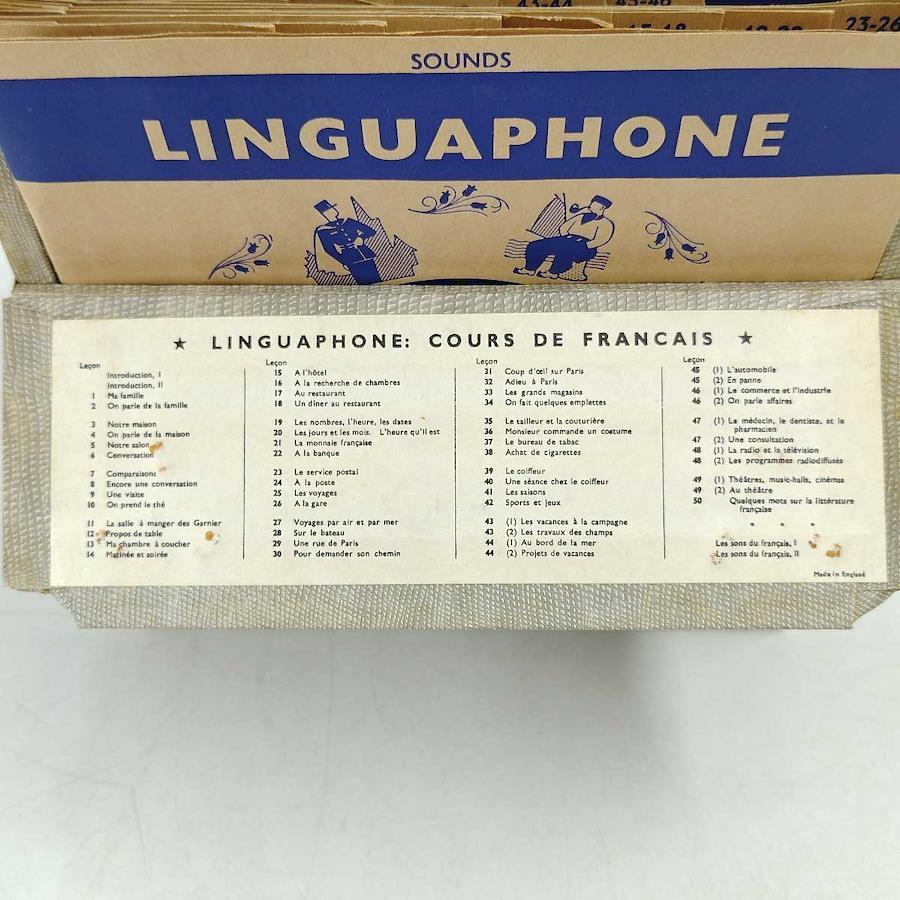 43-44 45-46
15-18 19-22 23-26
SOUNDS
LINGUAPHONE
★ LINGUAPHONE: COURS DE FRANCAIS ★
Leçon
Introduction, I
Introduction, II
1 Ma famille
2 On parle de la famille
3 Notre maison
4 On parle de la maison
5 Notre salon
6 Conversation
7 Comparaisons
8 Encore une conversation
9 Une visite
10 On prend le thé
11 La salle à manger des Garnier
12 Propos de table
13 Ma chambre à coucher
14 Matinée et soirée
Leçon
15 A l'hôtel
16 A la recherche de chambres
17 Au restaurant
18 Un dîner au restaurant
19 Les nombres, l'heure, les dates
20 Les jours et les mois. L'heure qu'il est
21 La monnaie française
22 A la banque
23 Le service postal
24 À la poste
25 Les voyages
26 A la gare
27 Voyages par air et par mer
28 Sur le bateau
29 Une rue de Paris
30 Pour demander son chemin
Leçon
31 Coup d'œil sur Paris
32 Adieu à Paris
33 Les grands magasins
34 On fait quelques emplettes
35 Le tailleur et la couturière
36 Monsieur commande un costume
37 Le bureau de tabac
38 Achat de cigarettes
39 Le coiffeur
40 Une séance chez le coiffeur
41 Les saisons
42 Sports et jeux
43 (1) Les vacances à la campagne
43 (2) Les travaux des champs
44 (1) Au bord de la mer
44 (2) Projets de vacances
Leçon
45 (1) L'automobile
45 (2) En panne
46 (1) Le commerce et l'industrie
46 (2) On parle affaires
47 (1) Le médecin, le dentiste, et le
pharmacien
47 (2) Une consultation
48 (1) La radio et la télévision
48 (2) Les programmes radiodiffusés
49 (1) Théâtres, music-halls, cinémas
49 (2) Au théâtre
50 Quelques mots sur la littérature
française
Les sons du français, I
Les sons du français, II
Made in England